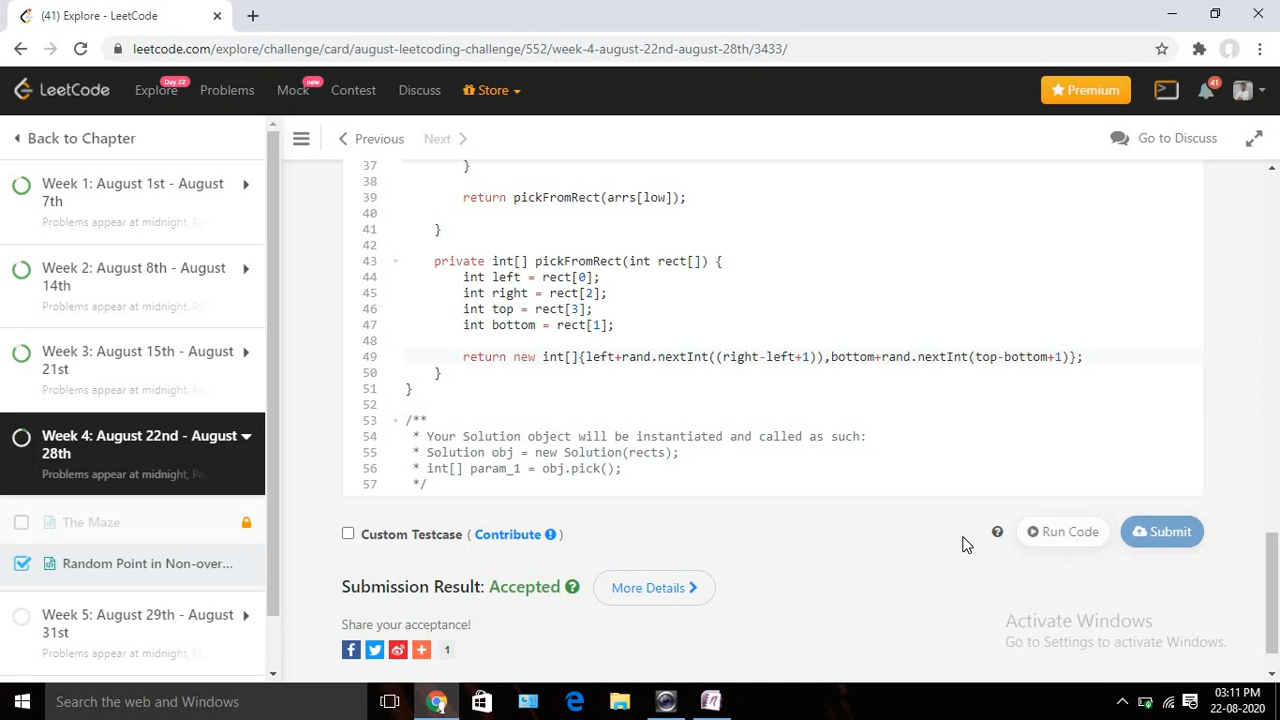 (41) Explore - LeetCode
leetcode.com/explore/challenge/card/august-leetcoding-challenge/552/week-4-august-22nd-august-28th/3433/
LeetCode
Explore
Day 22
Problems
Mock
new
Contest
Discuss
Store
Premium
41
Back to Chapter
Previous
Next
Go to Discuss
Week 1: August 1st - August
7th
Problems appear at midnight,
Week 2: August 8th - August
14th
Problems appear at midnight,
Week 3: August 15th - August
21st
Problems appear at midnight,
Week 4: August 22nd - August
28th
Problems appear at midnight,
The Maze
Random Point in Non-over...
Week 5: August 29th - August
31st
Problems appear at midnight,
37 }
38
39 return pickFromRect(arrs[low]);
40
41 }
42
43 private int[] pickFromRect(int rect[]) {
44 int left = rect[0];
45 int right = rect[2];
46 int top = rect[3];
47 int bottom = rect[1];
48
49 return new int[]{left+rand.nextInt((right-left+1)),bottom+rand.nextInt(top-bottom+1)};
50 }
51 }
52
53 /**
54 * Your Solution object will be instantiated and called as such:
55 * Solution obj = new Solution(rects);
56 * int[] param_1 = obj.pick();
57 */
Custom Testcase ( Contribute )
Run Code
Submit
Submission Result: Accepted
More Details
Share your acceptance!
1
Activate Windows
Go to Settings to activate Windows.
Search the web and Windows
03:11 PM
22-08-2020